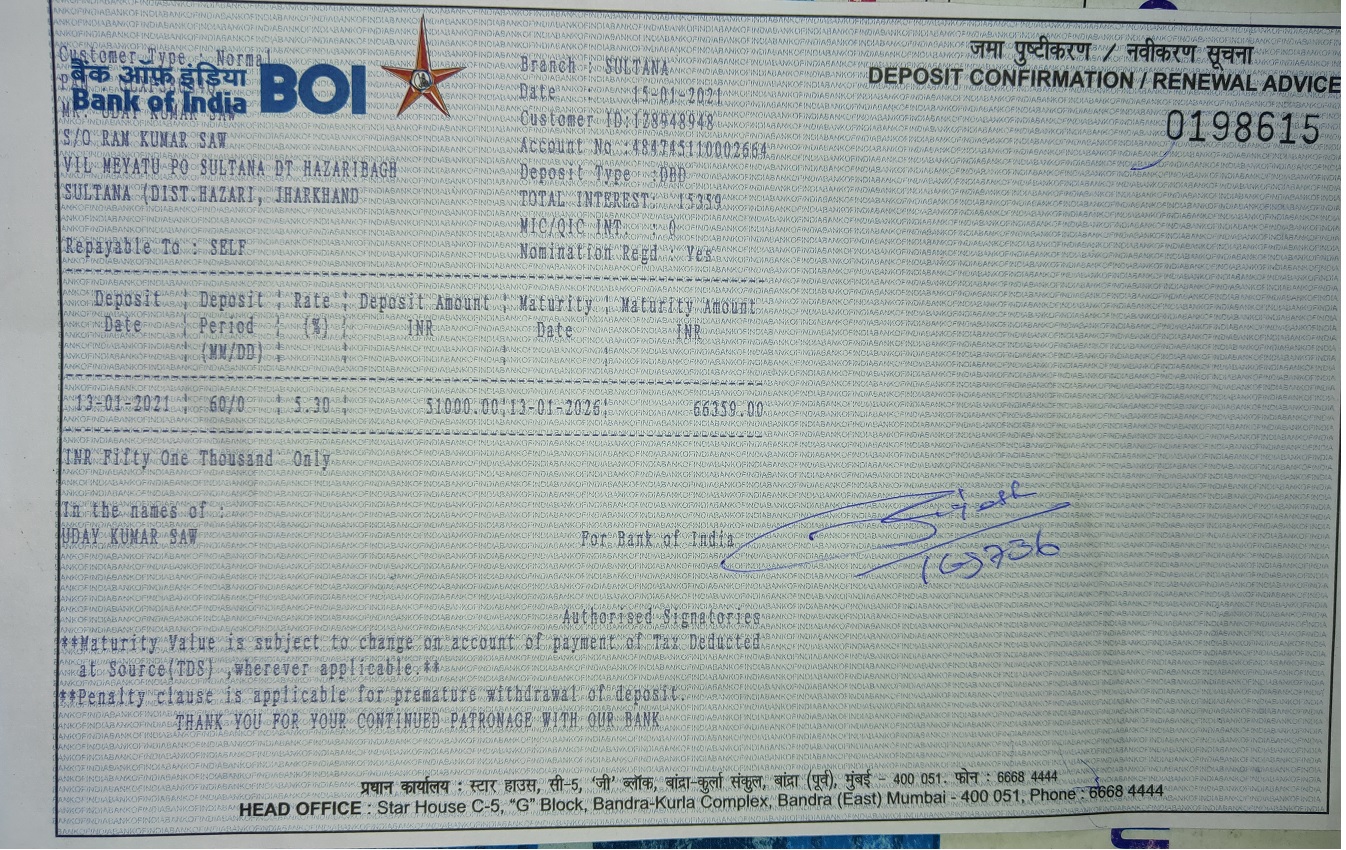 Customer Type : Normal
बैंक ऑफ़ इंडिया
Bank of India BOI
MR. UDAY KUMAR SAW
S/O RAM KUMAR SAW
VIL MEYATU PO SULTANA DT HAZARIBAGH
SULTANA (DIST.HAZARI, JHARKHAND
Repayable To : SELF
Branch : SULTANA
Date : 15-01-2021
Customer ID:128948948
Account No.:484745110002664
Deposit Type :DBD
TOTAL INTEREST: 15359
MIC/QIC INT. : 0
Nomination Regd : Yes
जमा पुष्टीकरण / नवीकरण सूचना
DEPOSIT CONFIRMATION / RENEWAL ADVICE
0198615
Deposit ¦ Deposit ¦ Rate ¦ Deposit Amount ¦ Maturity ¦ Maturity Amount
Date ¦ Period ¦ (%) ¦ INR Date INR
¦ (MM/DD) ¦
13-01-2021 ¦ 60/0 ¦ 5.30 ¦ 51000.00¦13-01-2026¦ 66359.00
INR Fifty One Thousand Only
In the names of :
UDAY KUMAR SAW
For Bank of India
Authorised Signatories
**Maturity Value is subject to change on account of payment of Tax Deducted
at Source(TDS) ,wherever applicable.**
**Penalty clause is applicable for premature withdrawal of deposit.
THANK YOU FOR YOUR CONTINUED PATRONAGE WITH OUR BANK
प्रधान कार्यालय : स्टार हाउस, सी-5, 'जी' ब्लॉक, बांद्रा-कुर्ला संकुल, बांद्रा (पूर्व), मुंबई - 400 051. फोन : 6668 4444
HEAD OFFICE : Star House C-5, "G" Block, Bandra-Kurla Complex, Bandra (East) Mumbai - 400 051, Phone : 6668 4444